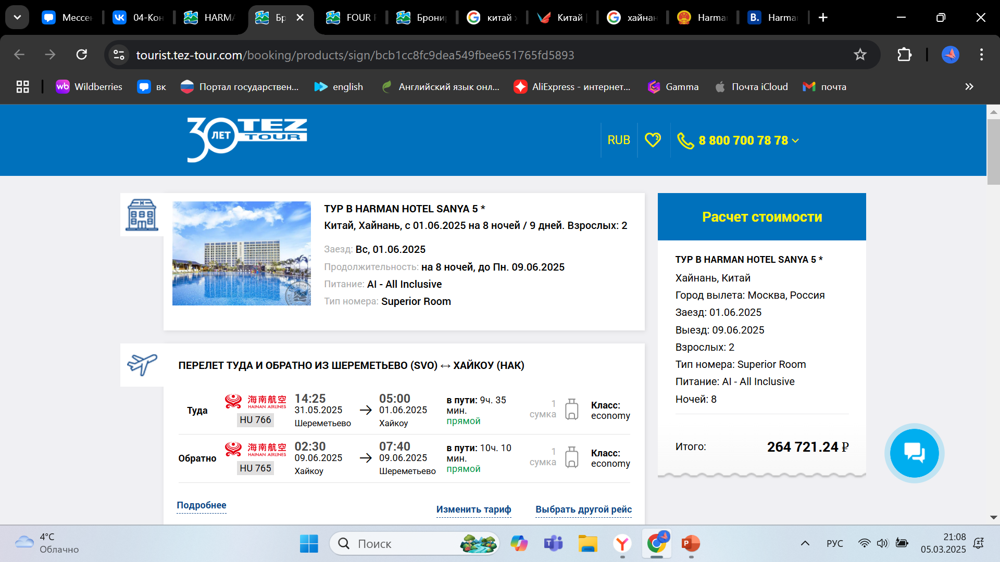 Мессе
04-Кон
HARMA
Бр
FOUR
Брони
китай
Китай
хайнан
Harma
B.
Harma
tourist.tez-tour.com/booking/products/sign/bcb1cc8fc9dea549fbee651765fd5893
wb Wildberries
вк
Портал государствен...
english
Английский язык онл...
AliExpress - интернет...
Gamma
Почта iCloud
почта
30 ЛЕТ TEZ TOUR
RUB
8 800 700 78 78
ТУР В HARMAN HOTEL SANYA 5 *
Китай, Хайнань, с 01.06.2025 на 8 ночей / 9 дней. Взрослых: 2
Заезд: Вс, 01.06.2025
Продолжительность: на 8 ночей, до Пн. 09.06.2025
Питание: AI - All Inclusive
Тип номера: Superior Room
Расчет стоимости
ТУР В HARMAN HOTEL SANYA 5 *
Хайнань, Китай
Город вылета: Москва, Россия
Заезд: 01.06.2025
Выезд: 09.06.2025
Взрослых: 2
Тип номера: Superior Room
Питание: AI - All Inclusive
Ночей: 8
Итого: 264 721.24 ₽
ПЕРЕЛЕТ ТУДА И ОБРАТНО ИЗ ШЕРЕМЕТЬЕВО (SVO) ↔ ХАЙКОУ (HAK)
Туда
海南航空
HAINAN AIRLINES
HU 766
14:25
31.05.2025
Шереметьево
05:00
01.06.2025
Хайкоу
в пути: 9ч. 35
мин.
прямой
1
сумка
Класс:
economy
Обратно
海南航空
HAINAN AIRLINES
HU 765
02:30
09.06.2025
Хайкоу
07:40
09.06.2025
Шереметьево
в пути: 10ч. 10
мин.
прямой
1
сумка
Класс:
economy
Подробнее
Изменить тариф
Выбрать другой рейс
4°C
Облачно
Поиск
РУС
21:08
05.03.2025